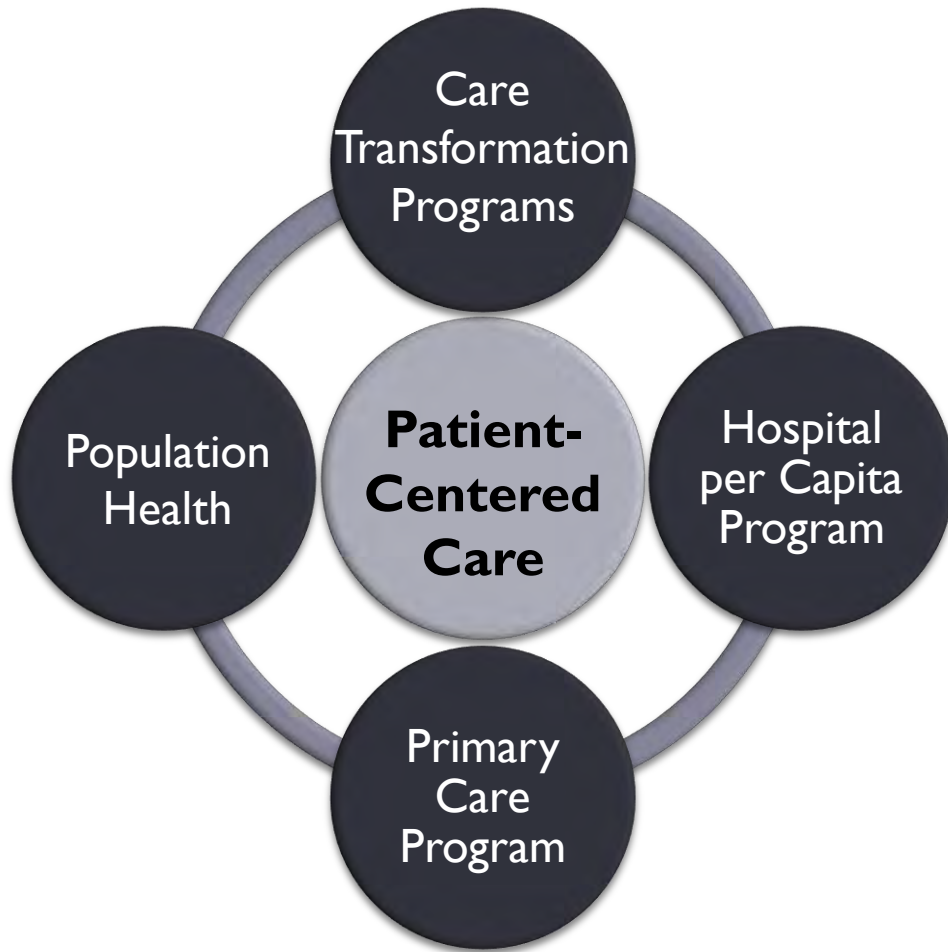 Care
Transformation
Programs
Population
Health
Patient-
Centered
Care
Hospital
per Capita
Program
Primary
Care
Program